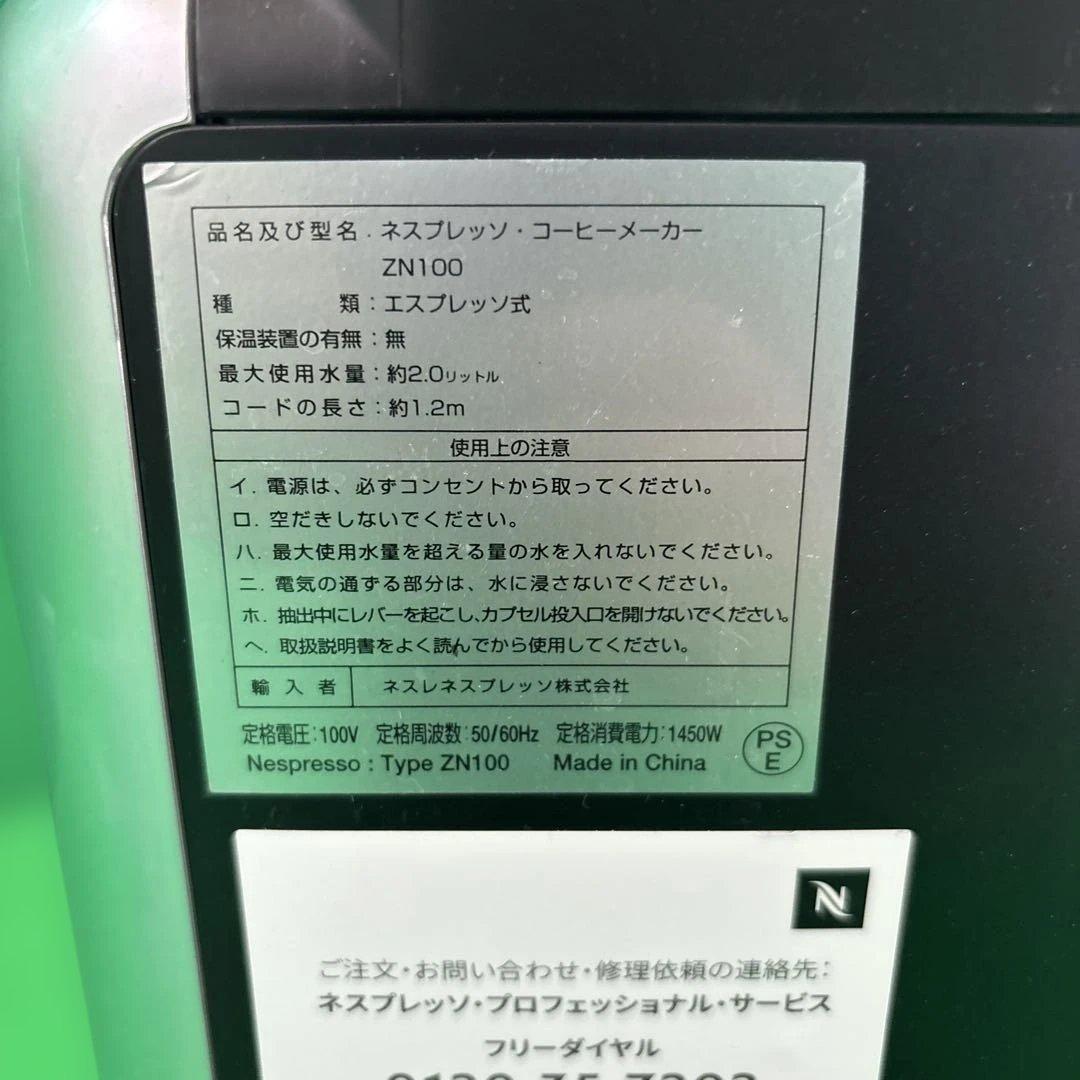 品名及び型名.ネスプレッソ・コーヒーメーカー
ZN100
種類:エスプレッソ式
保温装置の有無:無
最大使用水量:約2.0リットル
コードの長さ:約1.2m
使用上の注意
イ.電源は、必ずコンセントから取ってください。
ロ.空だきしないでください。
ハ.最大使用水量を超える量の水を入れないでください。
ニ.電気の通ずる部分は、水に浸さないでください。
ホ.抽出中にレバーを起こし、カプセル投入口を開けないでください。
ヘ.取扱説明書をよく読んでから使用してください。
輸入者 ネスレネスプレッソ株式会社
定格電圧:100V 定格周波数:50/60Hz 定格消費電力:1450W
PS
E
Nespresso : Type ZN100 Made in China
N
ご注文・お問い合わせ・修理依頼の連絡先:
ネスプレッソ・プロフェッショナル・サービス
フリーダイヤル